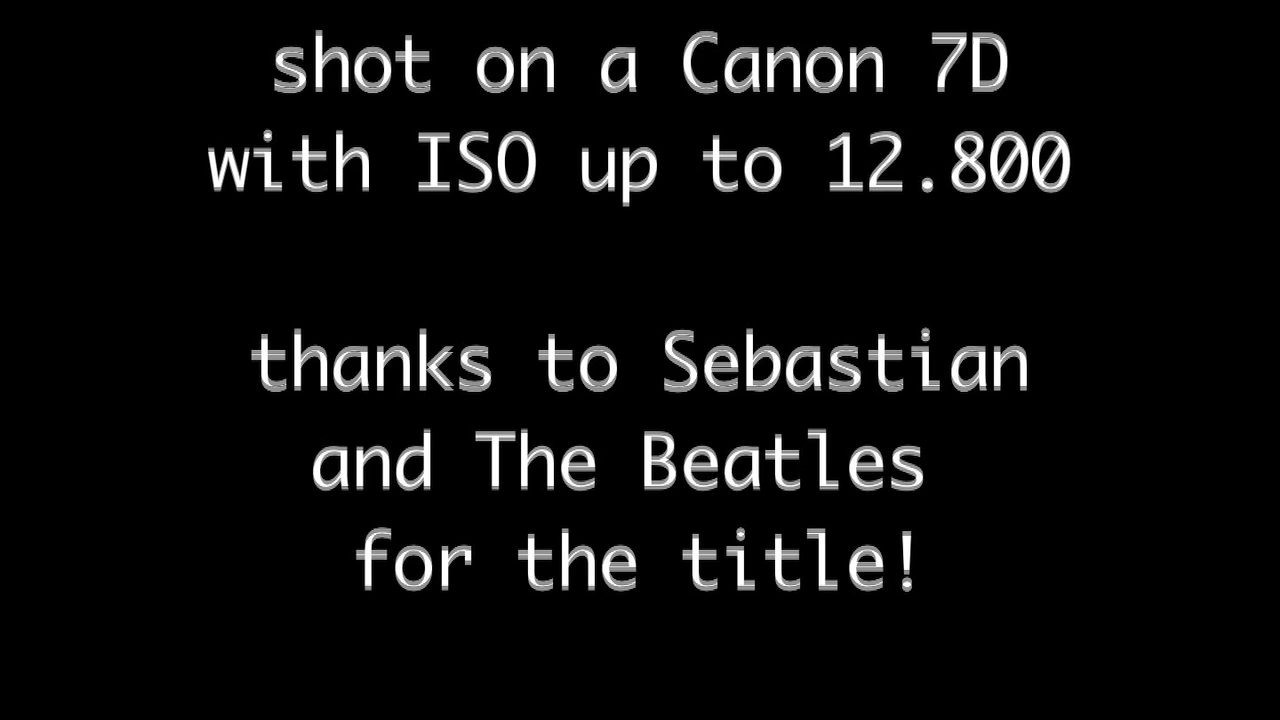 shot on a Canon 7D
with ISO up to 12.800
thanks to Sebastian
and The Beatles
for the title!